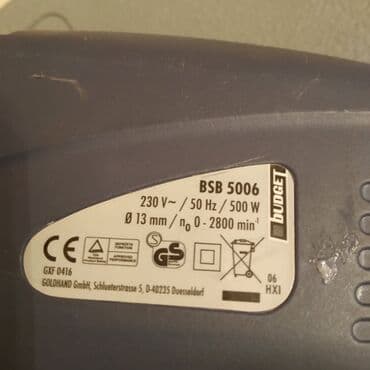 BSB 5006
230 V~ / 50 Hz / 500 W
Ø 13 mm / n0 0 - 2800 min-1
BUDGET
CE
GXF 0416
GS
06
HXI
GOLDHAND GmbH, Schlueterstrasse 5, D-40235 Duesseldorf